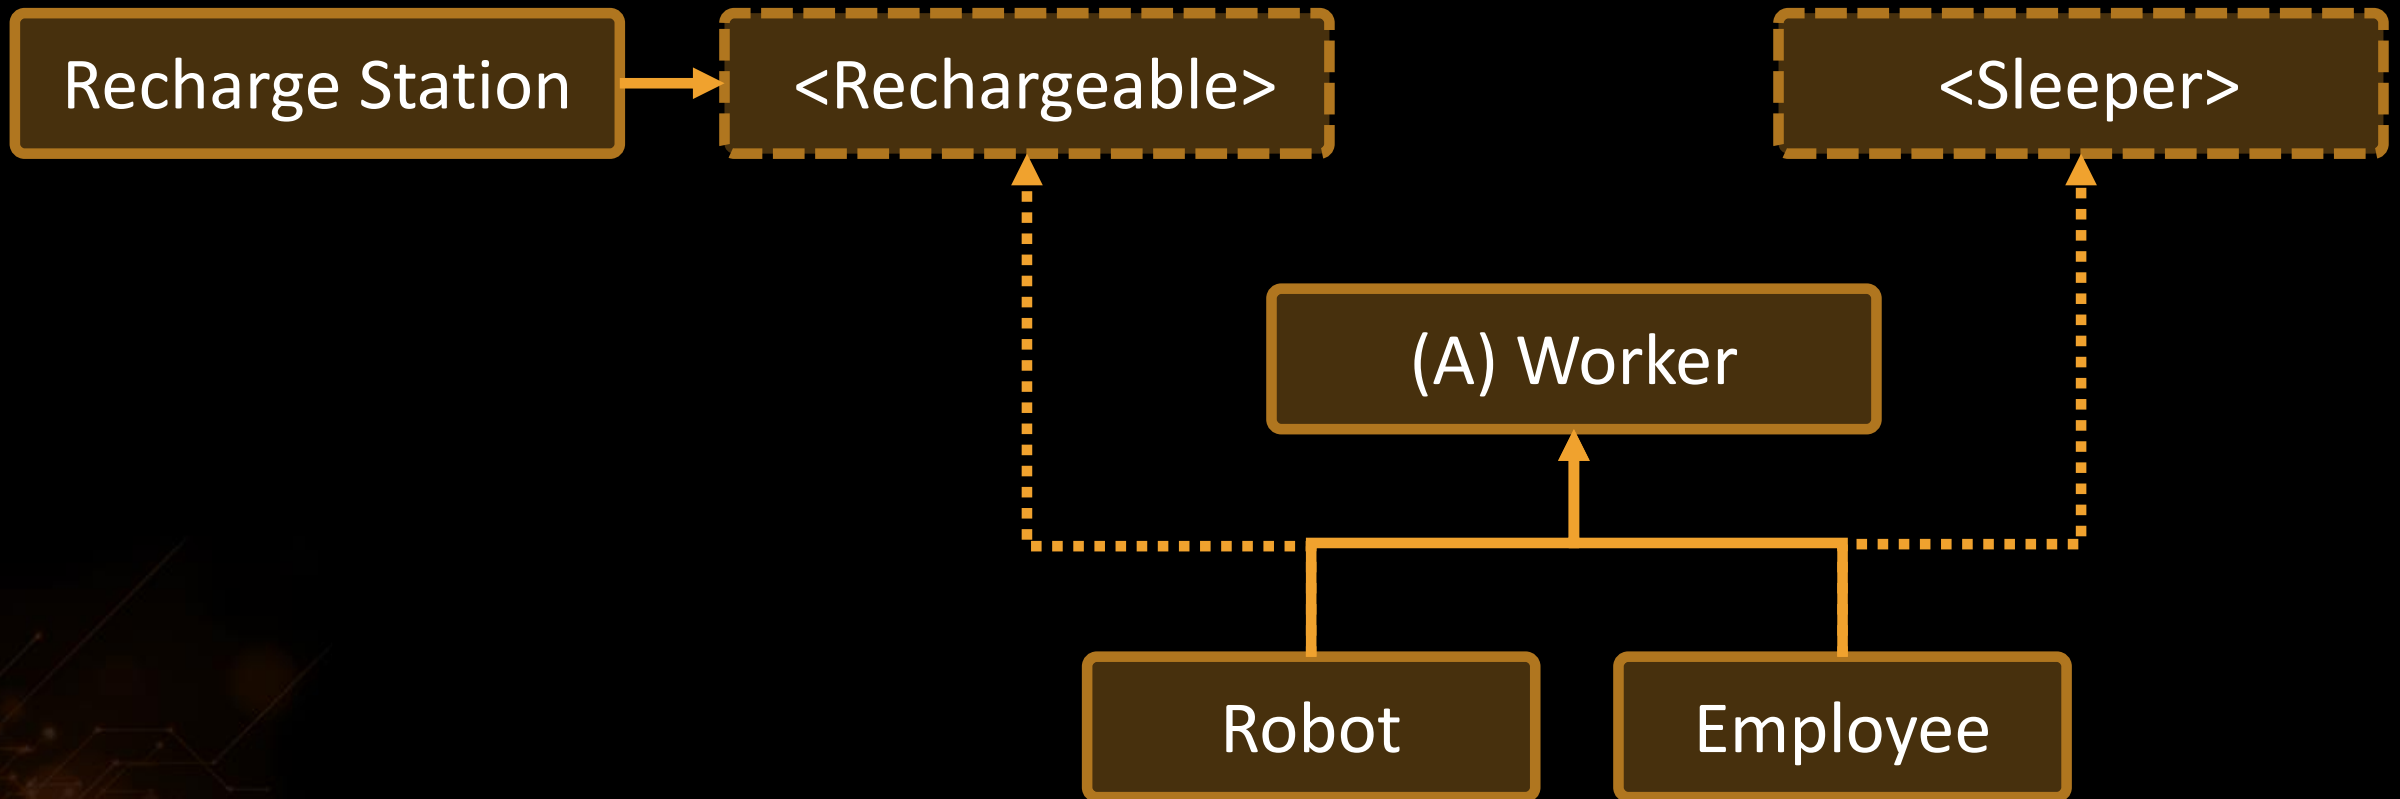 Recharge Station
<Rechargeable>
<Sleeper>
(A) Worker
Robot
Employee